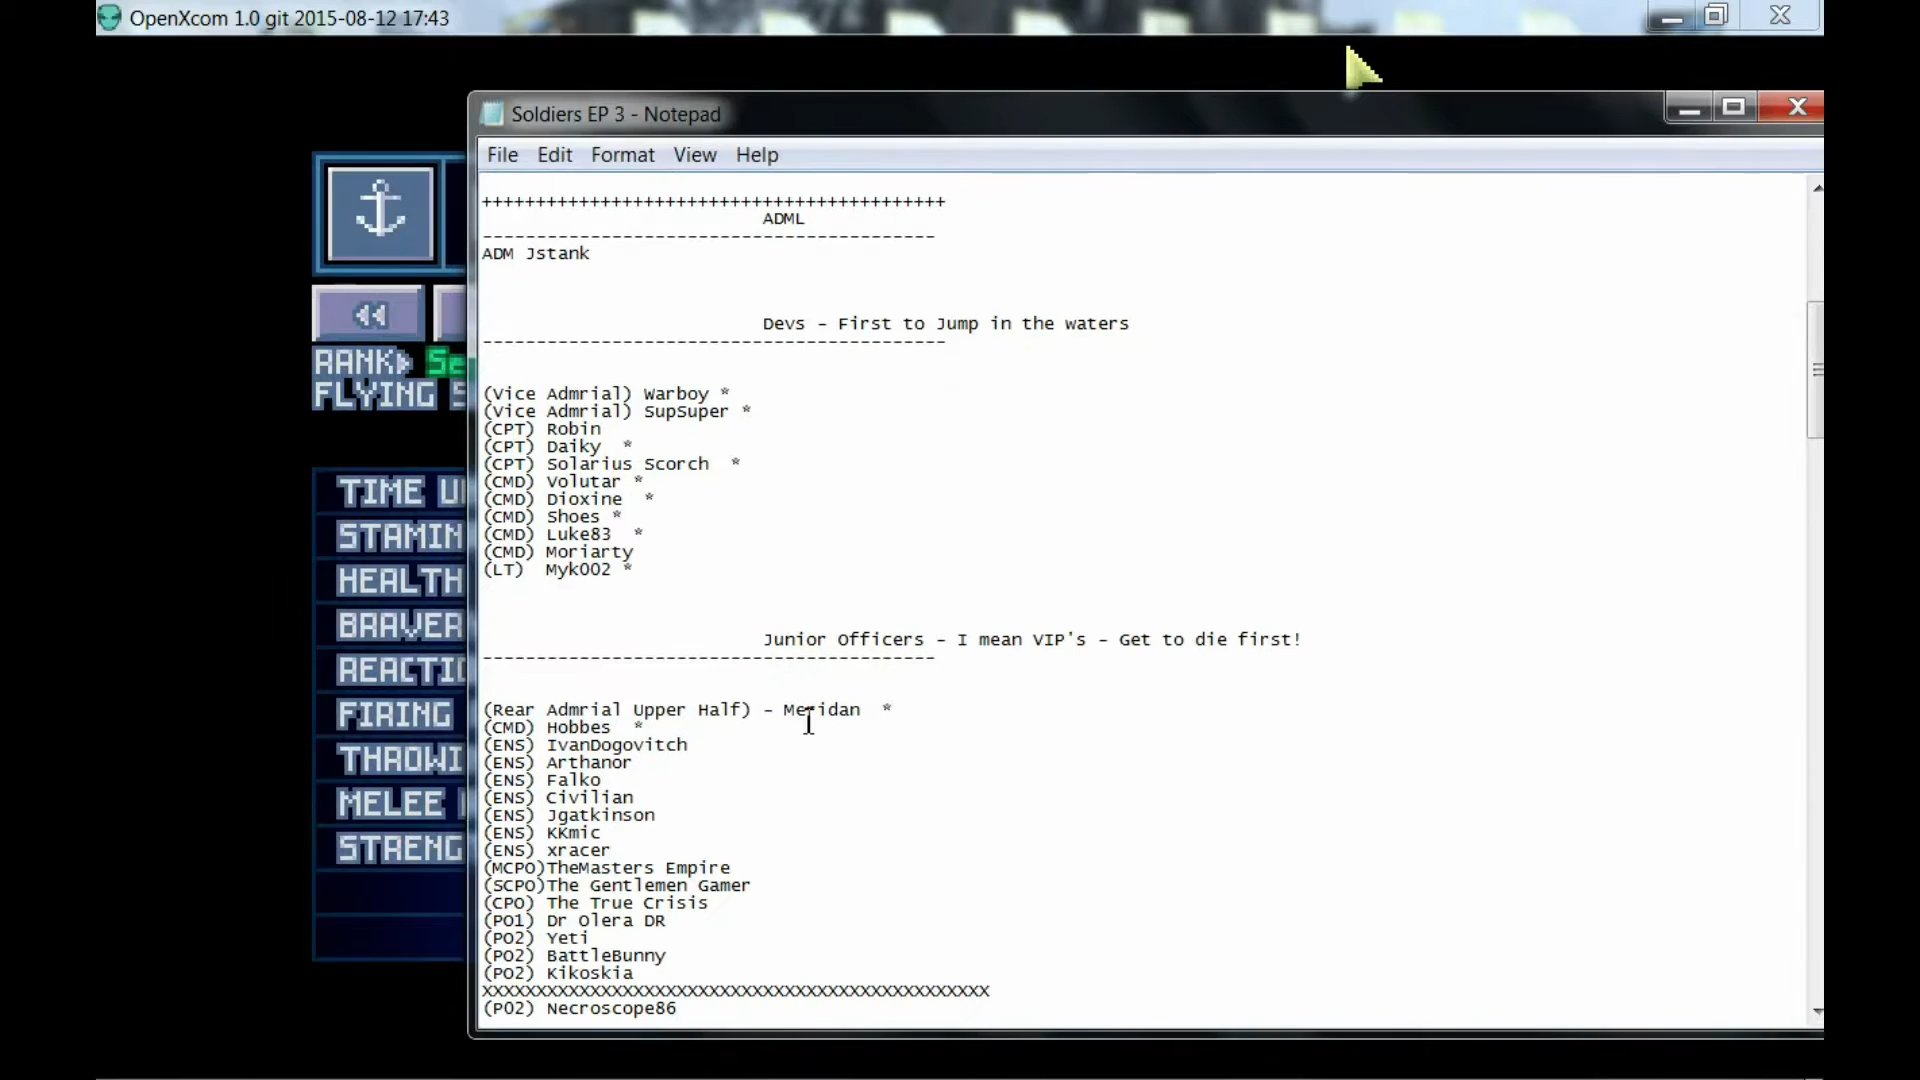 OpenXcom 1.0 git 2015-08-12 17:43
Soldiers EP 3 - Notepad
File Edit Format View Help
+++++++++++++++++++++++++++++++++++++++++++
ADML
------------------------------------------
ADM Jstank
Devs - First to Jump in the waters
-------------------------------------------
(Vice Admrial) Warboy *
(Vice Admrial) SupSuper *
(CPT) Robin
(CPT) Daiky *
(CPT) Solarius Scorch *
(CMD) Volutar *
(CMD) Dioxine *
(CMD) Shoes *
(CMD) Luke83 *
(CMD) Moriarty
(LT) Myk002 *
Junior Officers - I mean VIP's - Get to die first!
------------------------------------------
(Rear Admrial Upper Half) - Meridan *
(CMD) Hobbes *
(ENS) IvanDogovitch
(ENS) Arthanor
(ENS) Falko
(ENS) Civilian
(ENS) Jgatkinson
(ENS) KKmic
(ENS) xracer
(MCPO)TheMasters Empire
(SCPO)The Gentlemen Gamer
(CPO) The True Crisis
(PO1) Dr Olera DR
(PO2) Yeti
(PO2) BattleBunny
(PO2) Kikoskia
XXXXXXXXXXXXXXXXXXXXXXXXXXXXXXXXXXXXXXXXXXXXXXX
(PO2) Necroscope86
RANK> Se
FLYING S
TIME U
STAMIN
HEALTH
BRAVER
REACTIO
FIRING
THROWI
MELEE
STRENG